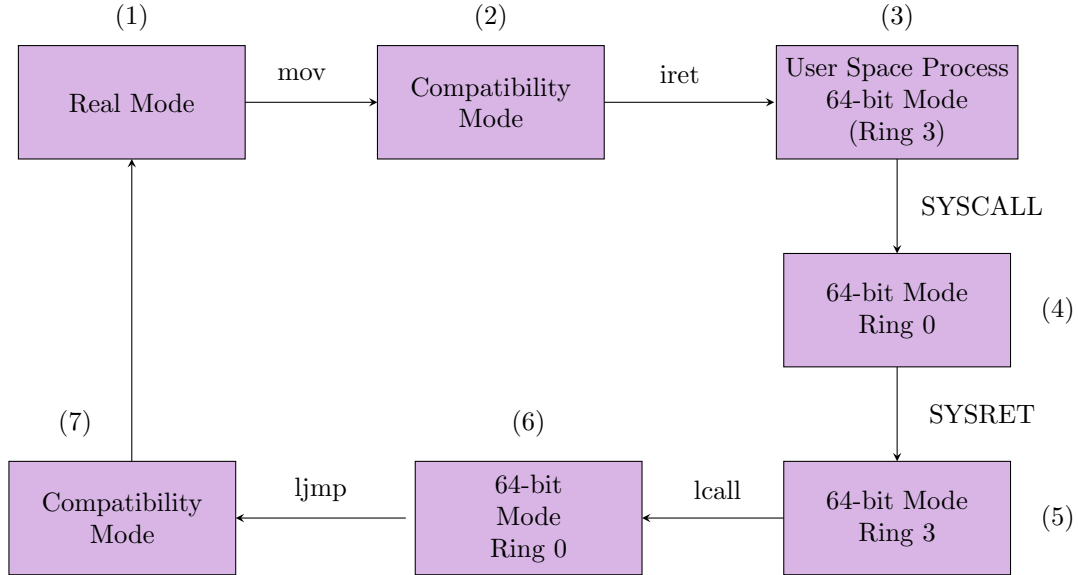 (1)
(2)
(3)
Real Mode
mov
Compatibility
Mode
iret
User Space Process
64-bit Mode
(Ring 3)
SYSCALL
64-bit Mode
Ring 0
(4)
SYSRET
(7)
(6)
Compatibility
Mode
ljmp
64-bit
Mode
Ring 0
lcall
64-bit Mode
Ring 3
(5)